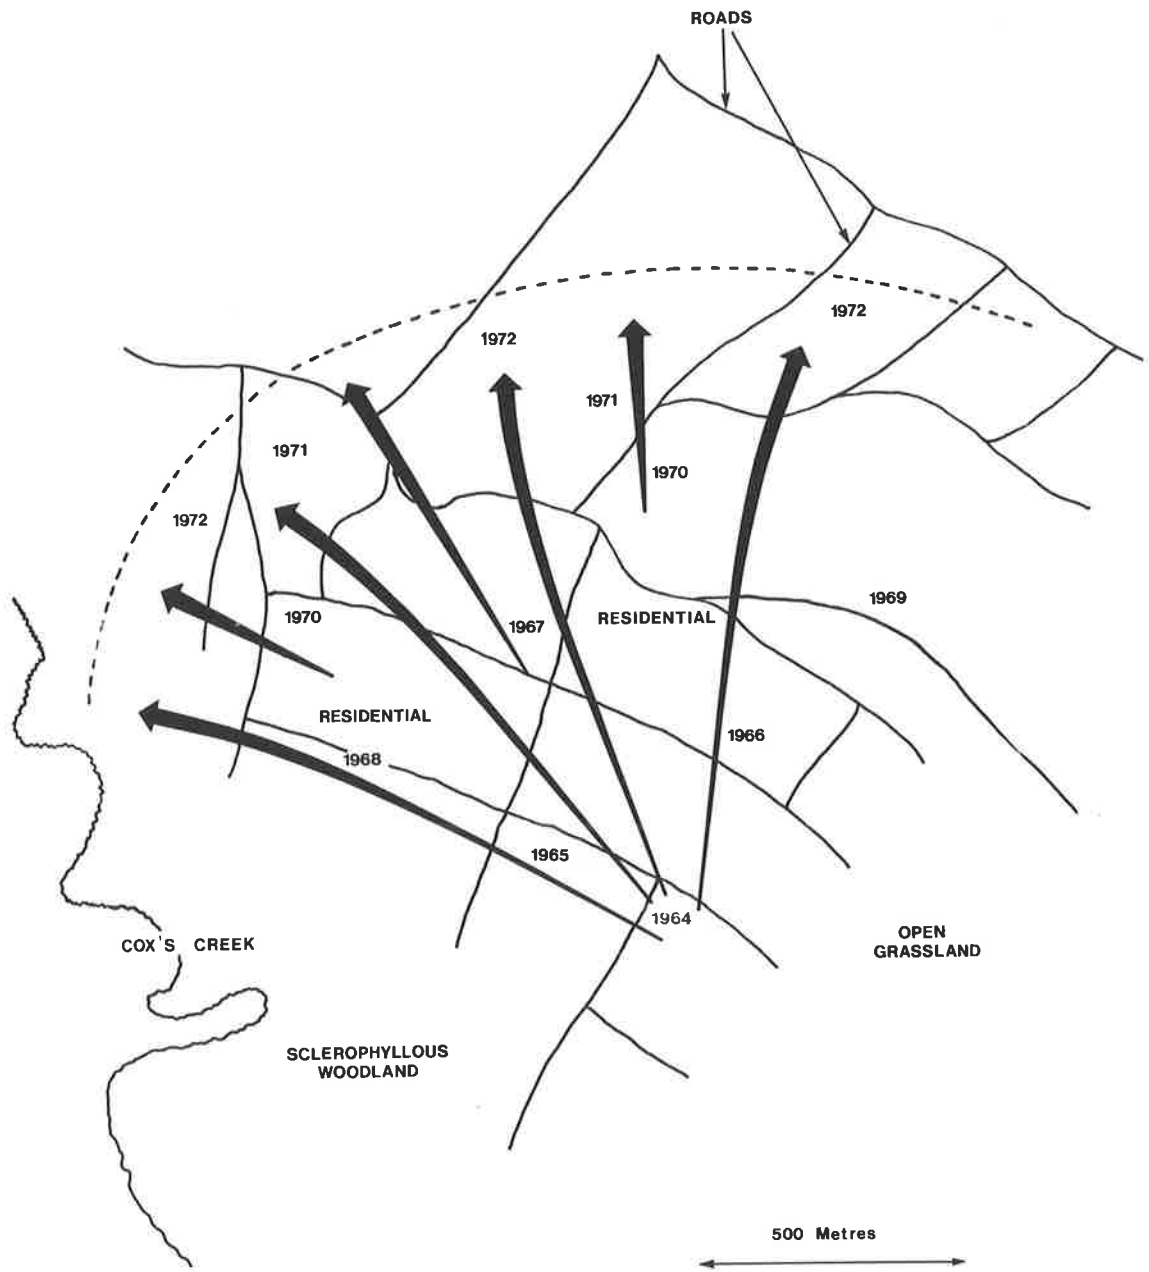 ROADS
1972
1972
1971
1971
1970
1972
1969
1970
1967
RESIDENTIAL
RESIDENTIAL
1966
1968
1965
1964
COX'S CREEK
OPEN
GRASSLAND
SCLEROPHYLLOUS
WOODLAND
500 Metres